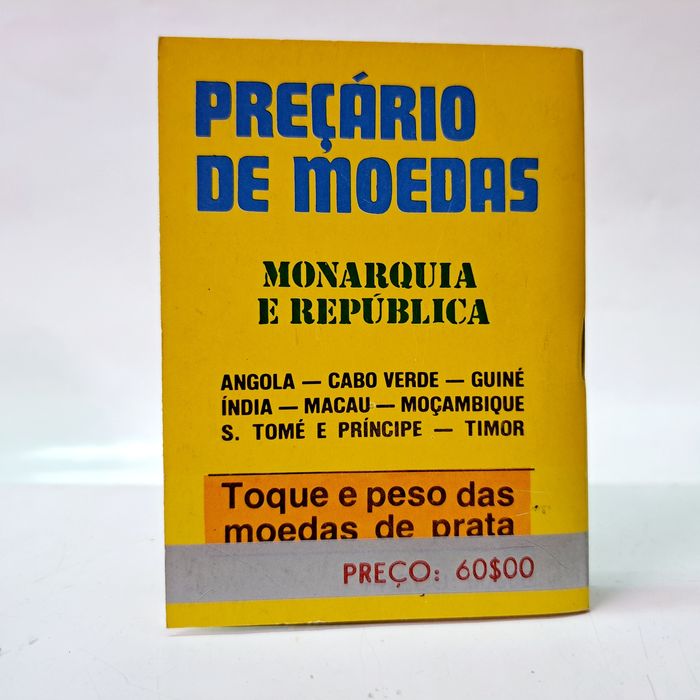 PREÇÁRIO
DE MOEDAS
MONARQUIA
E REPÚBLICA
ANGOLA — CABO VERDE — GUINÉ
ÍNDIA — MACAU — MOÇAMBIQUE
S. TOMÉ E PRÍNCIPE — TIMOR
Toque e peso das
moedas de prata
PREÇO: 60$00